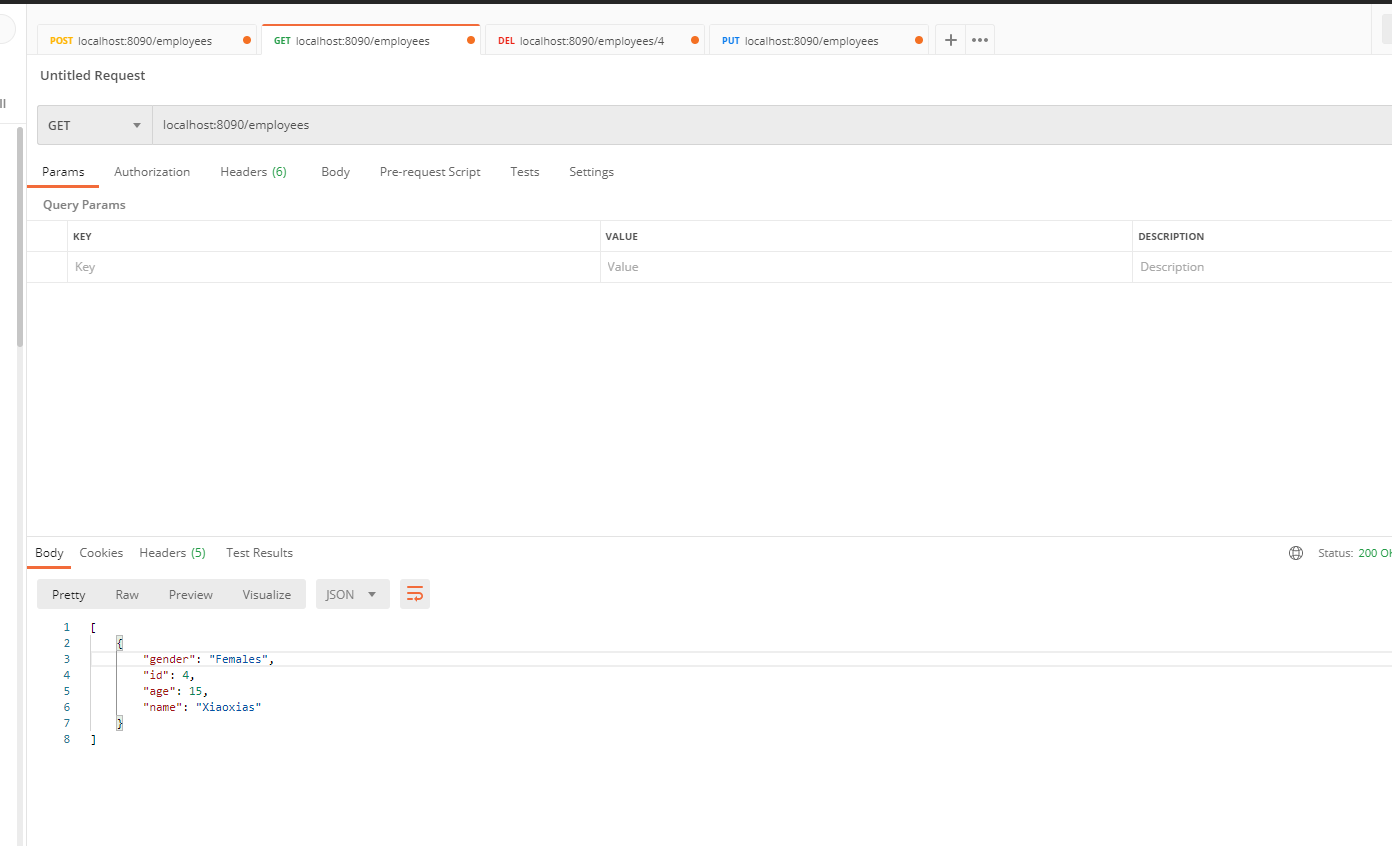 POST localhost:8090/employees GET localhost:8090/employees DEL localhost:8090/employees/4 PUT localhost:8090/employees
Untitled Request
GET localhost:8090/employees
Params Authorization Headers (6) Body Pre-request Script Tests Settings
Query Params
KEY VALUE DESCRIPTION
Key Value Description
Body Cookies Headers (5) Test Results Status: 200 OK
Pretty Raw Preview Visualize JSON
1 [
2 {
3 "gender": "Females",
4 "id": 4,
5 "age": 15,
6 "name": "Xiaoxias"
7 }
8 ]